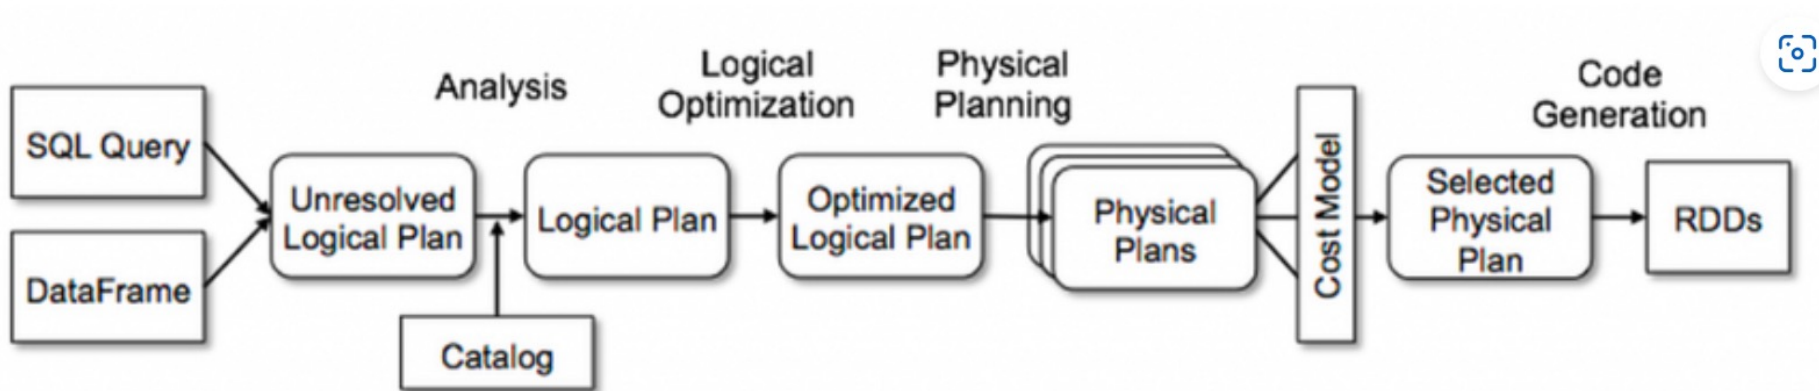 Analysis
Logical
Optimization
Physical
Planning
Code
Generation
SQL Query
DataFrame
Unresolved
Logical Plan
Catalog
Logical Plan
Optimized
Logical Plan
Physical
Plans
Cost Model
Selected
Physical
Plan
RDDs